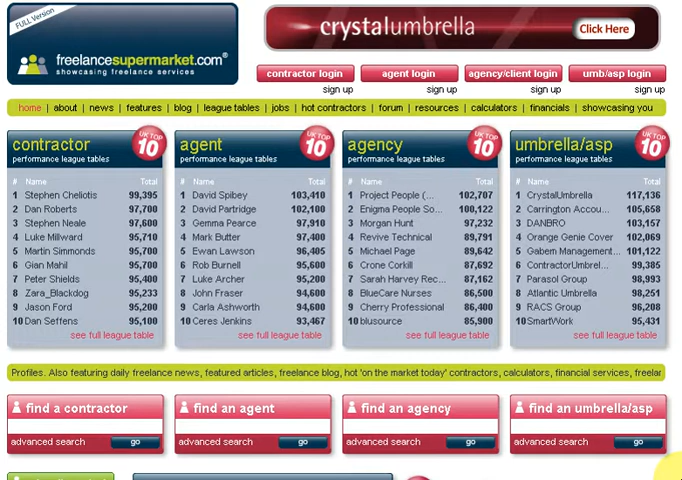 FULL Version
freelancesupermarket.com®
showcasing freelance services
crystalumbrella
Click Here
contractor login
agent login
agency/client login
umb/asp login
sign up
sign up
sign up
sign up
home | about | news | features | blog | league tables | jobs | hot contractors | forum | resources | calculators | financials | showcasing you
contractor
performance league tables
UK TOP
10
# Name Total
1 Stephen Cheliotis 99,395
2 Dan Roberts 97,700
3 Stephen Neale 97,600
4 Luke Millward 95,710
5 Martin Simmonds 95,700
6 Gian Mahil 95,700
7 Peter Shields 95,400
8 Zara_Blackdog 95,233
9 Jason Ford 95,200
10 Dan Seffens 95,100
see full league table
agent
performance league tables
UK TOP
10
# Name Total
1 David Spibey 103,410
2 David Partridge 102,100
3 Gemma Pearce 97,910
4 Mark Butter 97,400
5 Ewan Lawson 96,405
6 Rob Burnell 95,600
7 Luke Archer 95,200
8 John Fraser 94,600
9 Carla Ashworth 94,600
10 Ceres Jenkins 93,467
see full league table
agency
performance league tables
UK TOP
10
# Name Total
1 Project People (... 102,707
2 Enigma People So... 100,122
3 Morgan Hunt 97,232
4 Revive Technical 89,791
5 Michael Page 89,642
6 Crone Corkill 87,692
7 Sarah Harvey Rec... 87,162
8 BlueCare Nurses 86,500
9 Cherry Professional 86,400
10 blusource 85,900
see full league table
umbrella/asp
performance league tables
UK TOP
10
# Name Total
1 CrystalUmbrella 117,136
2 Carrington Accou... 105,658
3 DANBRO 103,157
4 Orange Genie Cover 102,069
5 Gabem Management... 101,122
6 ContractorUmbrel... 99,385
7 Parasol Group 98,993
8 Atlantic Umbrella 98,251
9 RACS Group 96,208
10 SmartWork 95,431
see full league table
Profiles. Also featuring daily freelance news, featured articles, freelance blog, hot 'on the market today' contractors, calculators, financial services, freelar
find a contractor
advanced search go
find an agent
advanced search go
find an agency
advanced search go
find an umbrella/asp
advanced search go